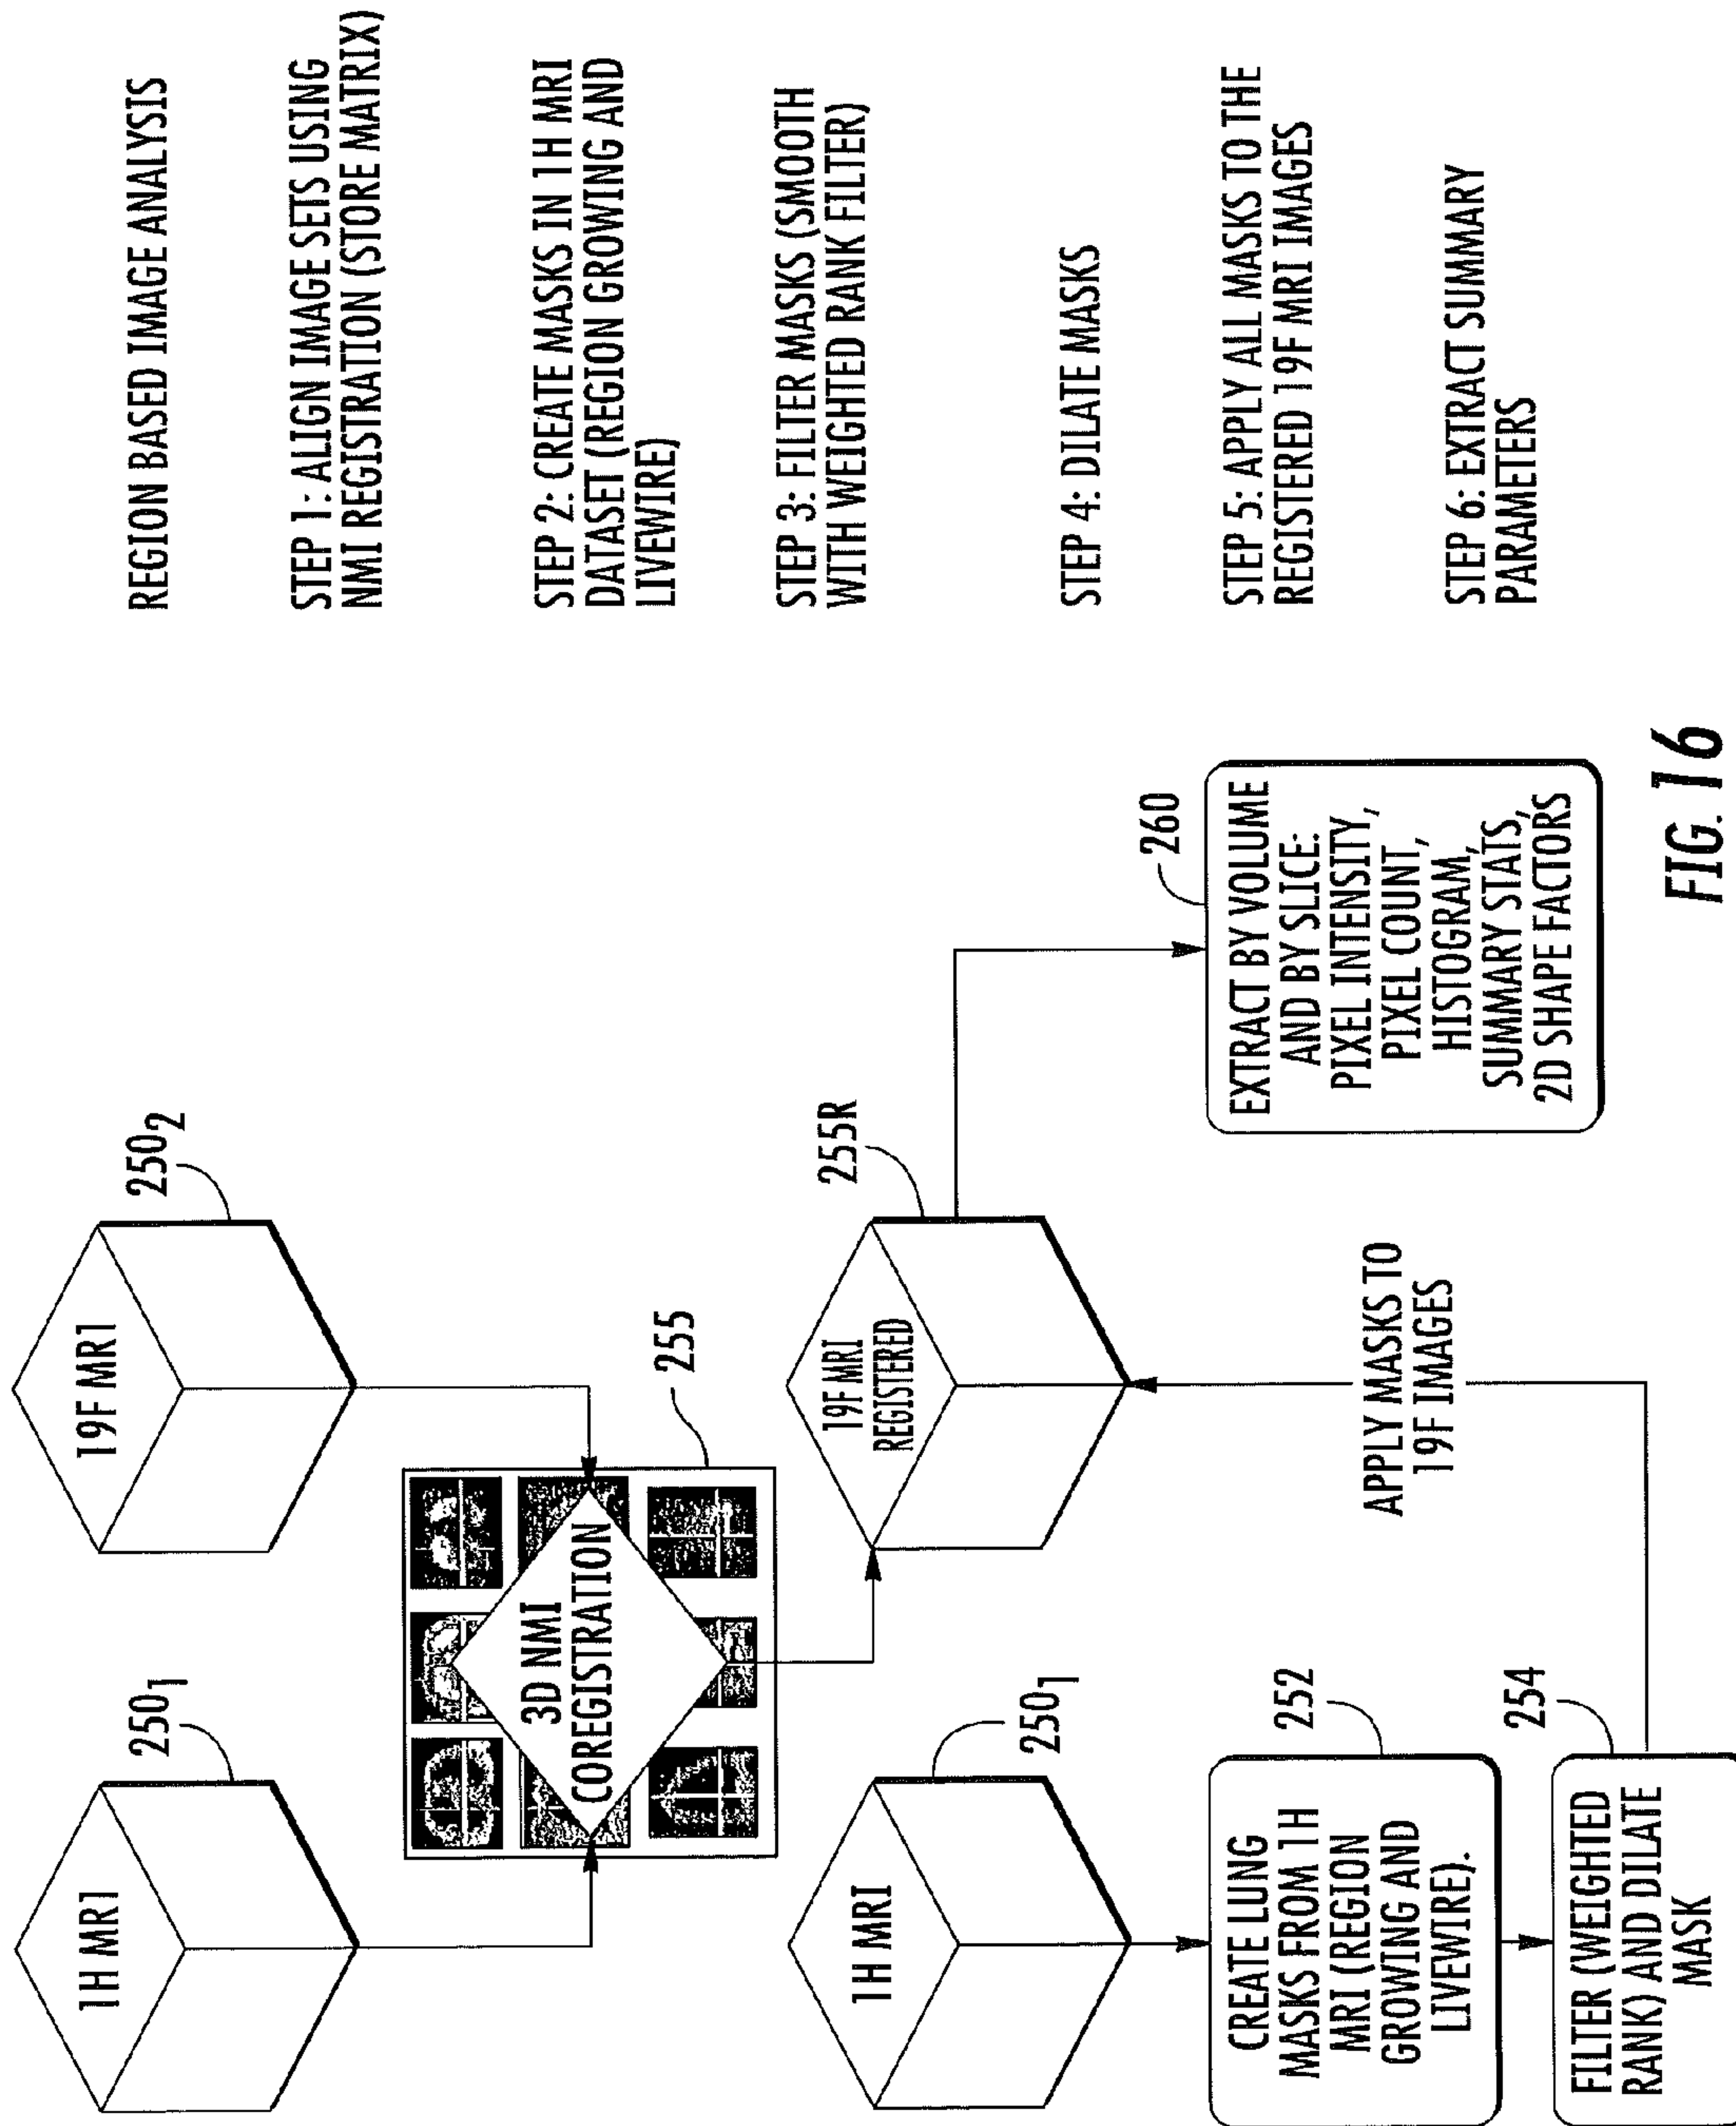 1H MRI
250₁
19F MRI
250₂
3D NMI
COREGISTRATION
255
1H MRI
250₁
19F MRI
REGISTERED
255R
CREATE LUNG
MASKS FROM 1H
MRI (REGION
GROWING AND
LIVEWIRE).
252
FILTER (WEIGHTED
RANK) AND DILATE
MASK
254
APPLY MASKS TO
19F IMAGES
EXTRACT BY VOLUME
AND BY SLICE:
PIXEL INTENSITY,
PIXEL COUNT,
HISTOGRAM,
SUMMARY STATS,
2D SHAPE FACTORS
260
REGION BASED IMAGE ANALYSIS
STEP 1: ALIGN IMAGE SETS USING
NMI REGISTRATION (STORE MATRIX)
STEP 2: CREATE MASKS IN 1H MRI
DATASET (REGION GROWING AND
LIVEWIRE)
STEP 3: FILTER MASKS (SMOOTH
WITH WEIGHTED RANK FILTER)
STEP 4: DILATE MASKS
STEP 5: APPLY ALL MASKS TO THE
REGISTERED 19F MRI IMAGES
STEP 6: EXTRACT SUMMARY
PARAMETERS
FIG. 16